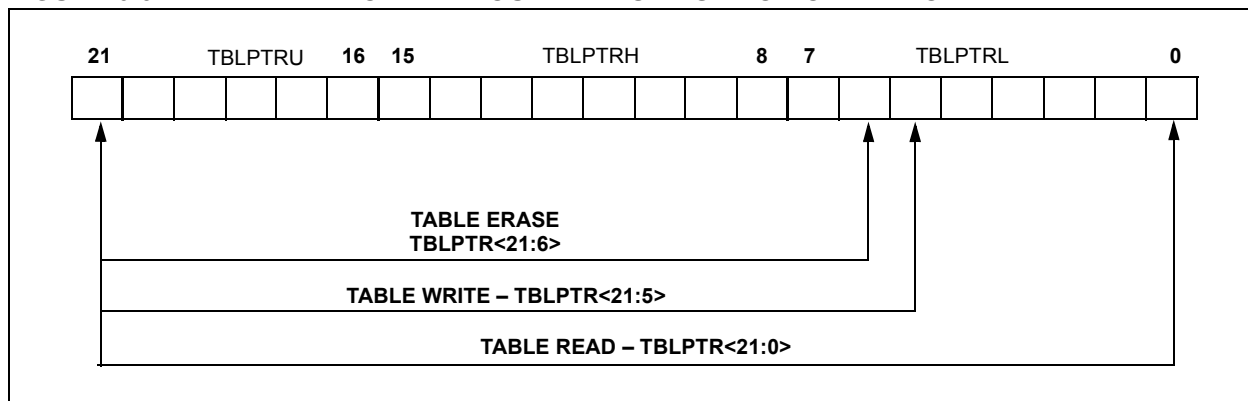 21 TBLPTRU 16 15 TBLPTRH 8 7 TBLPTRL 0
TABLE ERASE
TBLPTR<21:6>
TABLE WRITE – TBLPTR<21:5>
TABLE READ – TBLPTR<21:0>